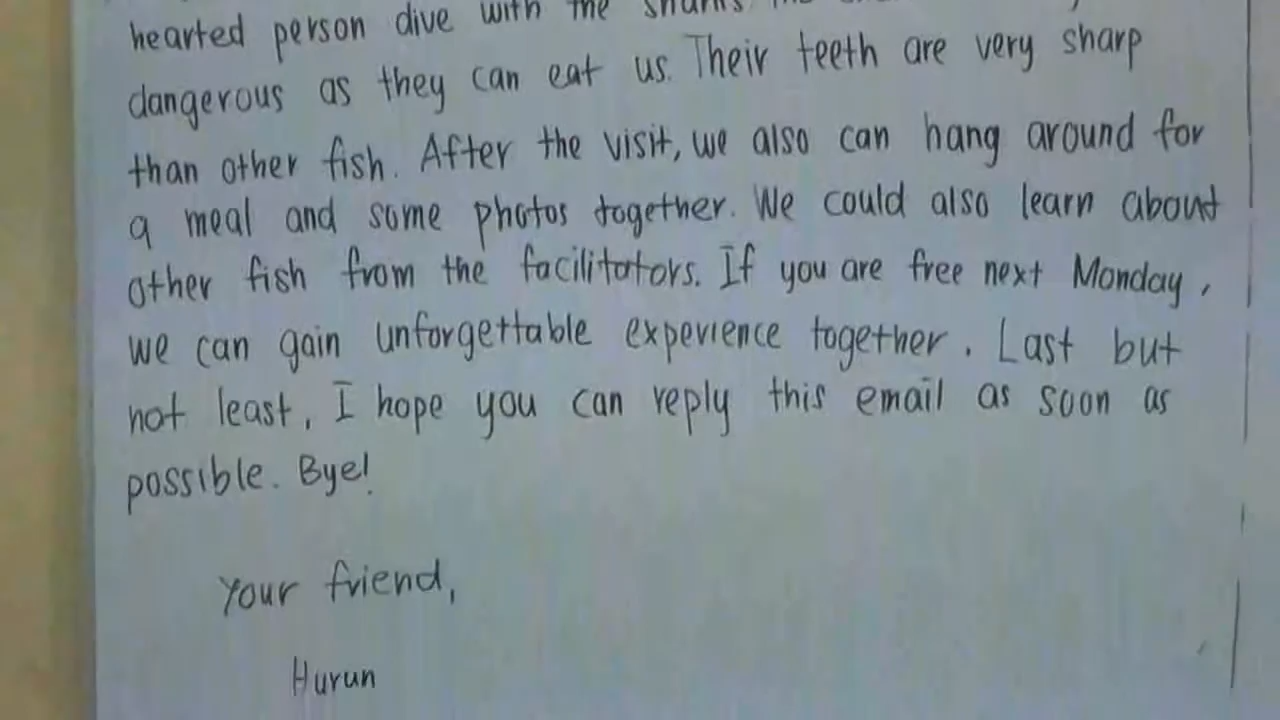 hearted person dive with the sharks
dangerous as they can eat us. Their teeth are very sharp
than other fish. After the visit, we also can hang around for
a meal and some photos together. We could also learn about
other fish from the facilitators. If you are free next Monday,
we can gain unforgettable experience together. Last but
not least, I hope you can reply this email as soon as
possible. Bye!
Your friend,
Hurun